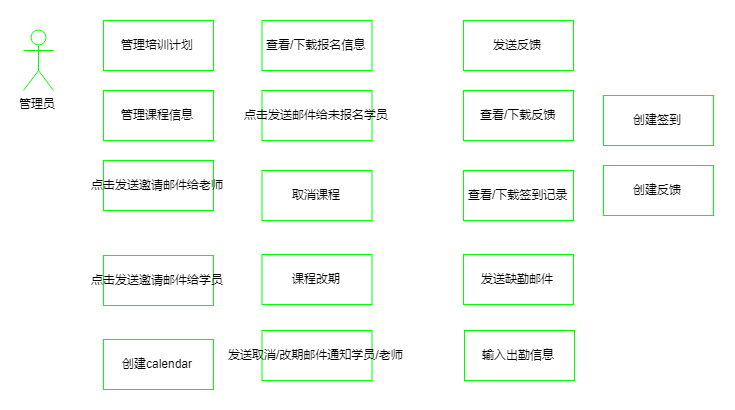 管理员
管理培训计划
管理课程信息
点击发送邀请邮件给老师
点击发送邀请邮件给学员
创建calendar
查看/下载报名信息
点击发送邮件给未报名学员
取消课程
课程改期
发送取消/改期邮件通知学员/老师
发送反馈
查看/下载反馈
查看/下载签到记录
发送缺勤邮件
输入出勤信息
创建签到
创建反馈